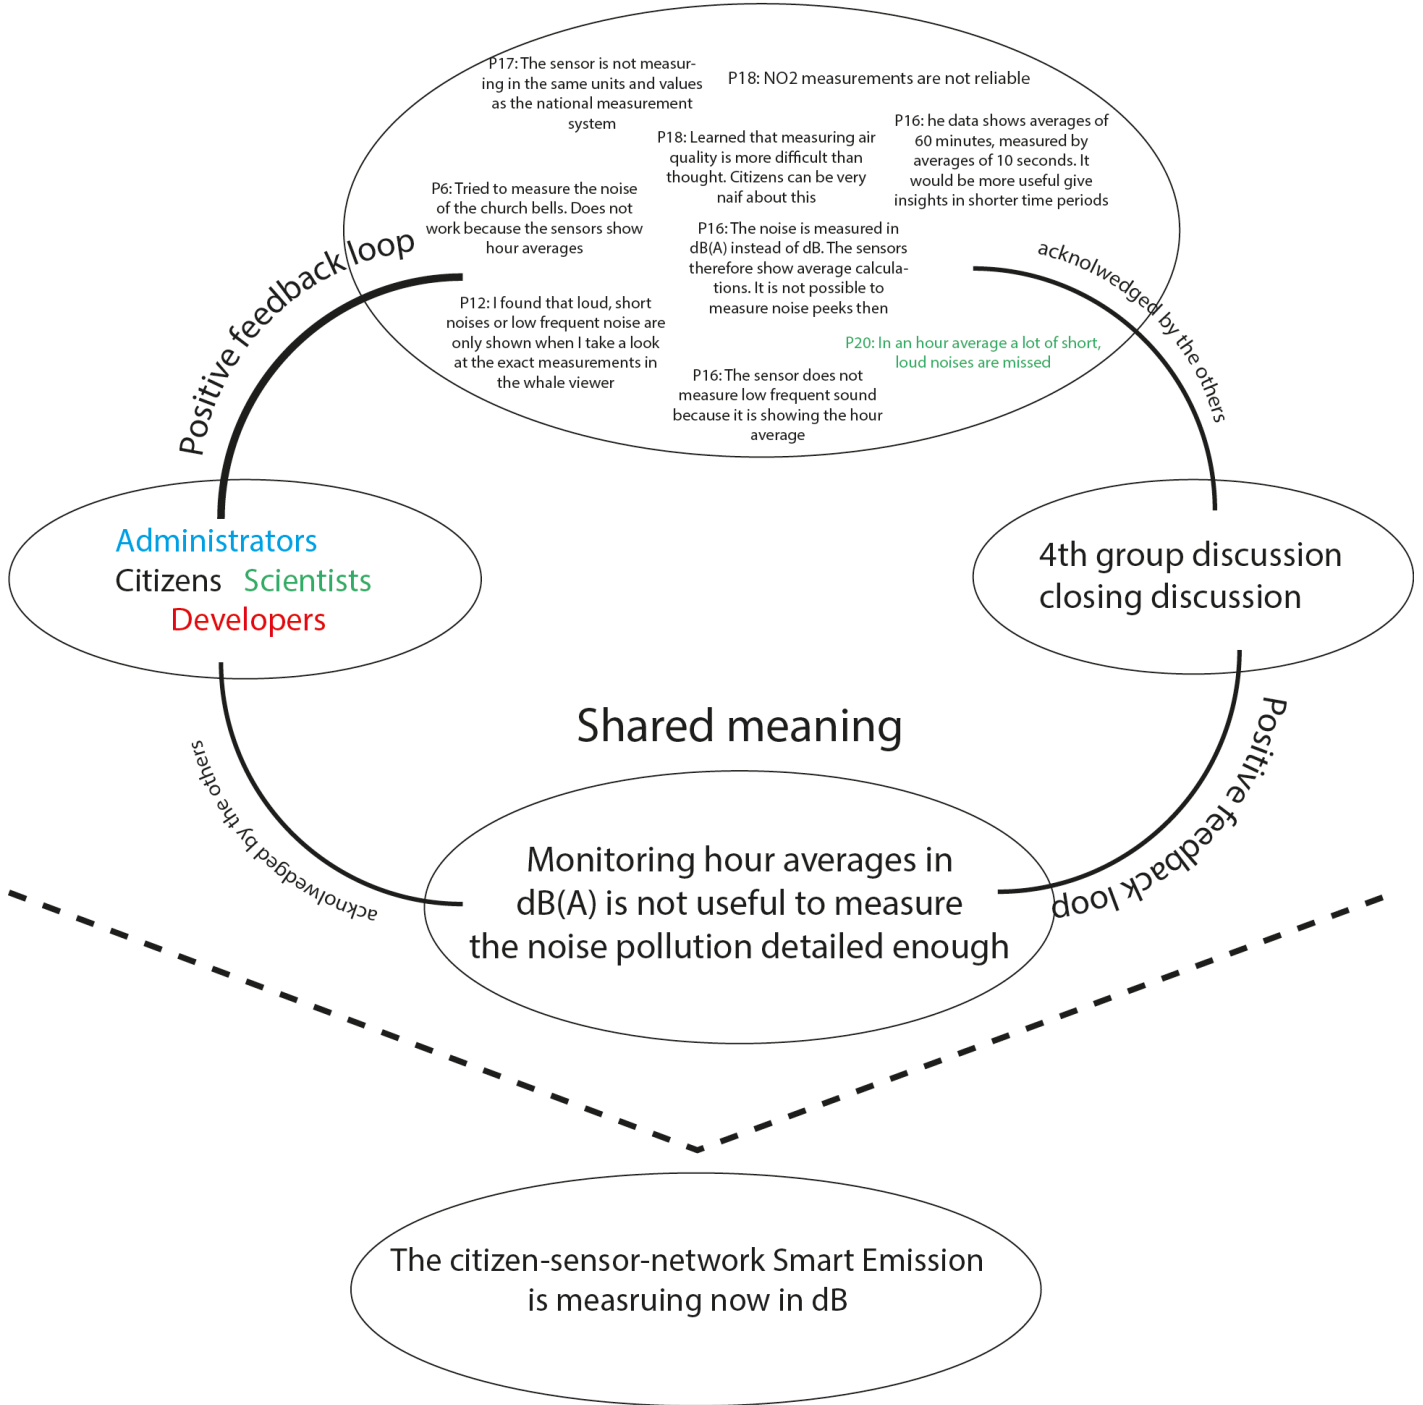 P17: The sensor is not measur-
ing in the same units and values
as the national measurement
system
P18: NO2 measurements are not reliable
P16: he data shows averages of
60 minutes, measured by
averages of 10 seconds. It
would be more useful give
insights in shorter time periods
P18: Learned that measuring air
quality is more difficult than
thought. Citizens can be very
naif about this
P6: Tried to measure the noise
of the church bells. Does not
work because the sensors show
hour averages
P16: The noise is measured in
dB(A) instead of dB. The sensors
therefore show average calcula-
tions. It is not possible to
measure noise peeks then
P12: I found that loud, short
noises or low frequent noise are
only shown when I take a look
at the exact measurements in
the whale viewer
P20: In an hour average a lot of short,
loud noises are missed
P16: The sensor does not
measure low frequent sound
because it is showing the hour
average
Positive feedback loop
acknolwedged by the others
Administrators
Citizens Scientists
Developers
4th group discussion
closing discussion
Shared meaning
Monitoring hour averages in
dB(A) is not useful to measure
the noise pollution detailed enough
acknolwedged by the others
Positive feedback loop
The citizen-sensor-network Smart Emission
is measruing now in dB